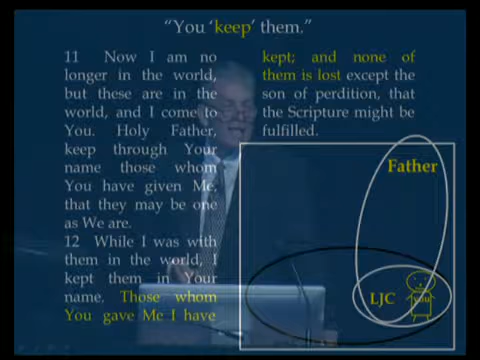 "You 'keep' them."
11 Now I am no
longer in the world,
but these are in the
world, and I come to
You. Holy Father,
keep through Your
name those whom
You have given Me,
that they may be one
as We are.
12 While I was with
them in the world, I
kept them in Your
name. Those whom
You gave Me I have
kept; and none of
them is lost except the
son of perdition, that
the Scripture might be
fulfilled.
Father
LJC
you